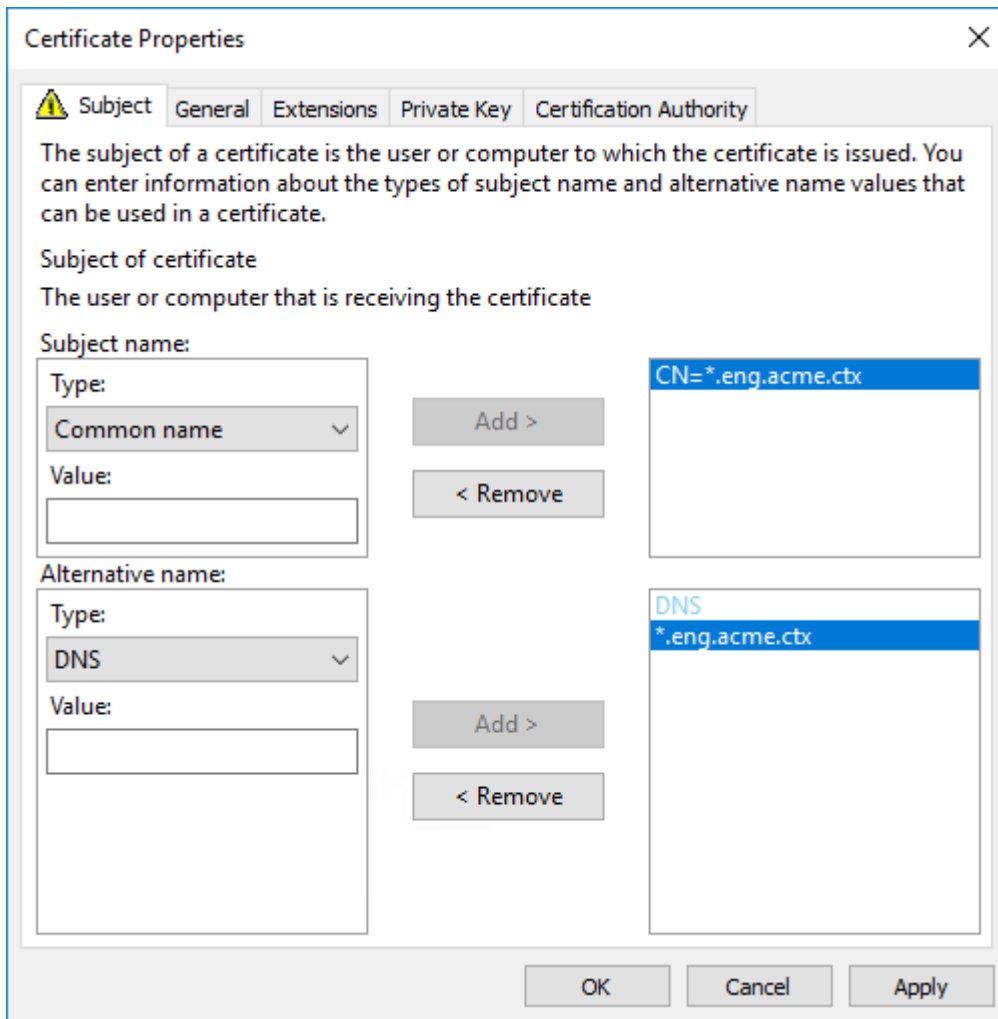 Certificate Properties
Subject General Extensions Private Key Certification Authority
The subject of a certificate is the user or computer to which the certificate is issued. You
can enter information about the types of subject name and alternative name values that
can be used in a certificate.
Subject of certificate
The user or computer that is receiving the certificate
Subject name:
Type:
Common name
Value:
Add >
< Remove
CN=*.eng.acme.ctx
Alternative name:
Type:
DNS
Value:
Add >
< Remove
DNS
*.eng.acme.ctx
OK Cancel Apply